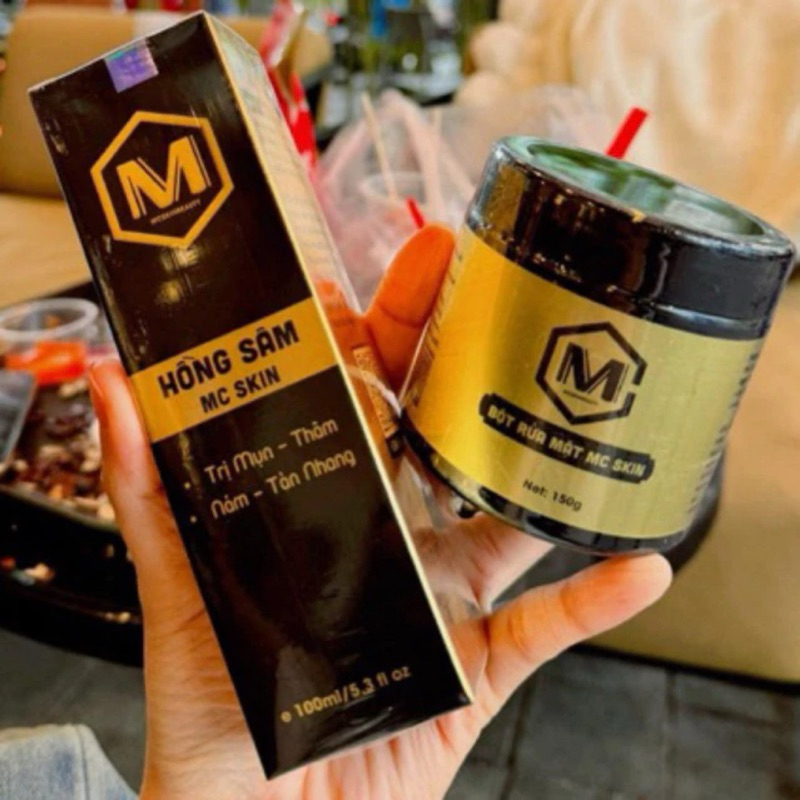 M
MCSKINBEAUTY
HỒNG SÂM
MC SKIN
• Trị Mụn - Thâm
• Nám - Tàn Nhang
e 100ml/5.3 fl oz
M
BỘT RỬA MẶT MC SKIN
Net: 150g